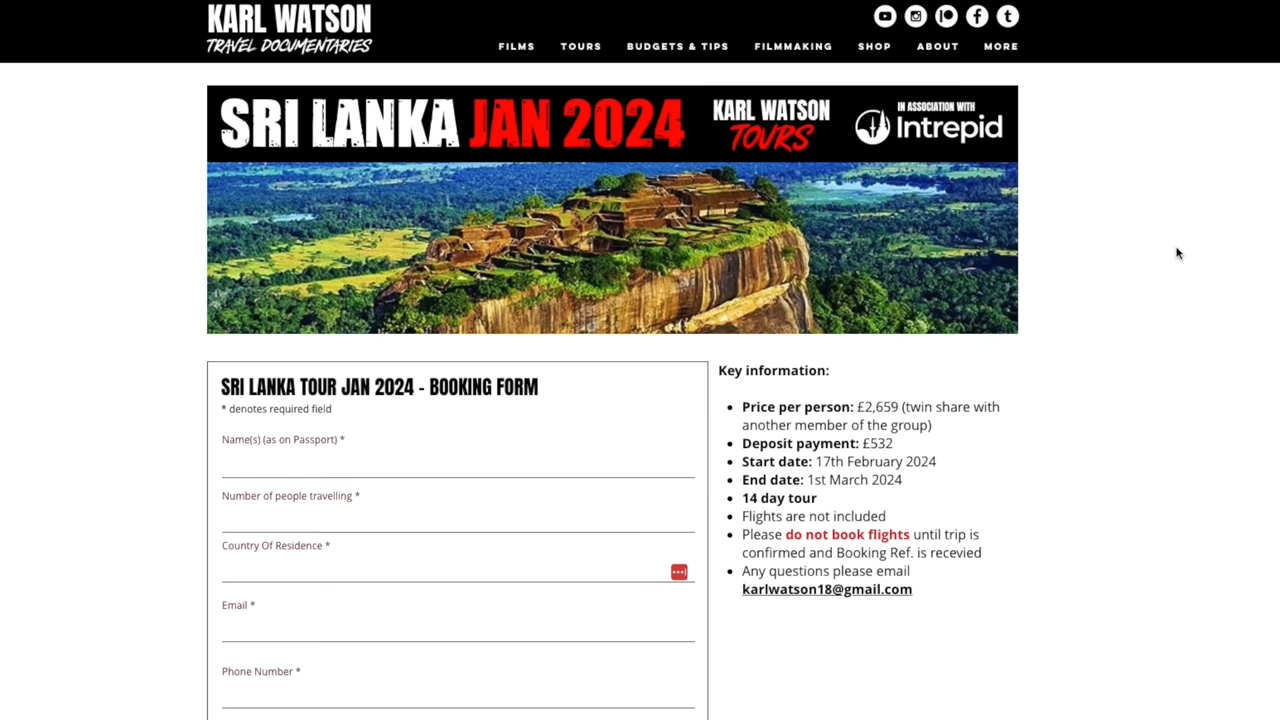 KARL WATSON
TRAVEL DOCUMENTARIES
FILMS TOURS BUDGETS & TIPS FILMMAKING SHOP ABOUT MORE
SRI LANKA JAN 2024
KARL WATSON
TOURS
IN ASSOCIATION WITH
Intrepid
SRI LANKA TOUR JAN 2024 - BOOKING FORM
* denotes required field
Name(s) (as on Passport) *
Number of people travelling *
Country Of Residence *
Email *
Phone Number *
Key information:
Price per person: £2,659 (twin share with
another member of the group)
Deposit payment: £532
Start date: 17th February 2024
End date: 1st March 2024
14 day tour
Flights are not included
Please do not book flights until trip is
confirmed and Booking Ref. is recevied
Any questions please email
karlwatson18@gmail.com